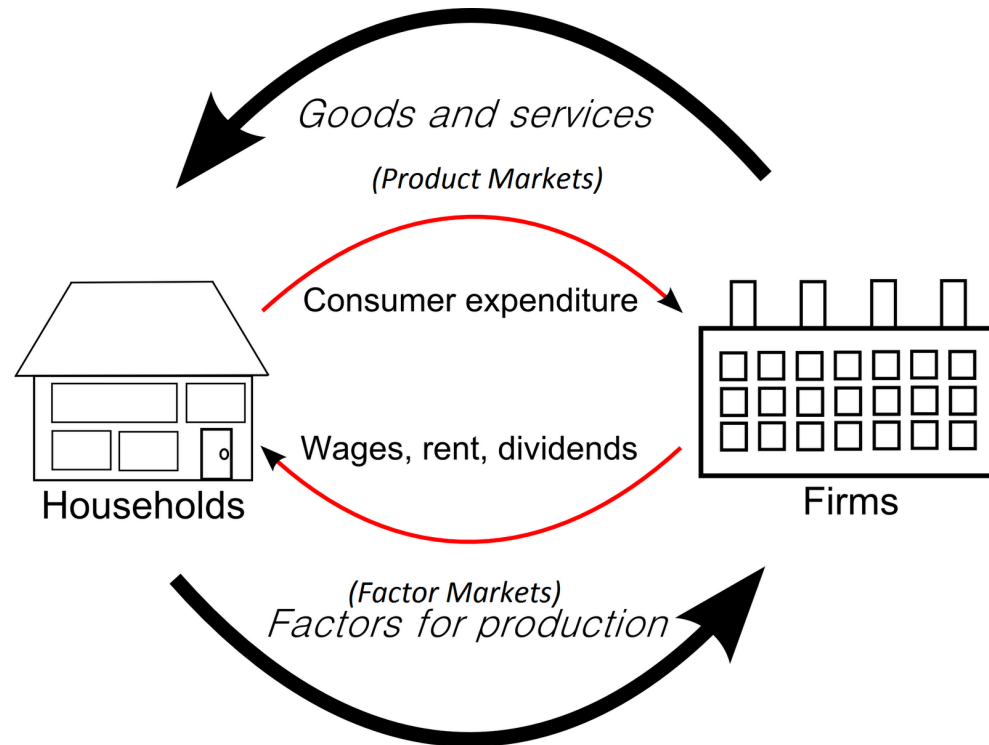 Goods and services
(Product Markets)
Consumer expenditure
Wages, rent, dividends
Households
Firms
(Factor Markets)
Factors for production